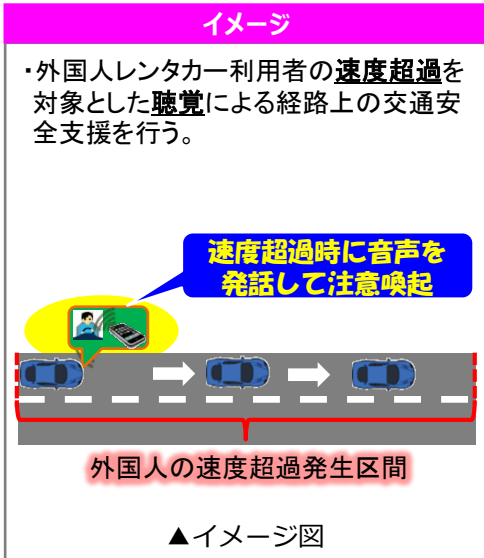 イメージ
・外国人レンタカー利用者の速度超過を
対象とした聴覚による経路上の交通安
全支援を行う。
速度超過時に音声を
発話して注意喚起
外国人の速度超過発生区間
▲イメージ図